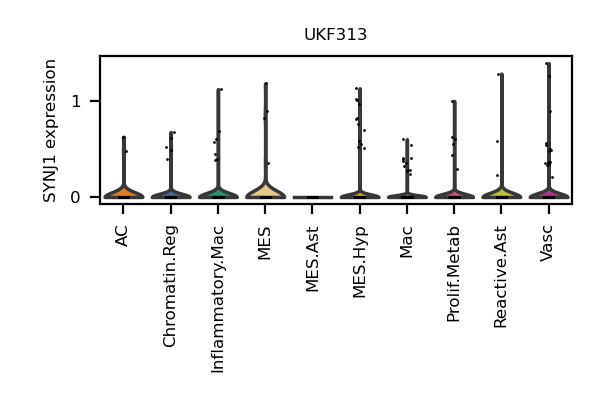 UKF313
SYNJ1 expression
1
0
AC
Chromatin.Reg
Inflammatory.Mac
MES
MES.Ast
MES.Hyp
Mac
Prolif.Metab
Reactive.Ast
Vasc